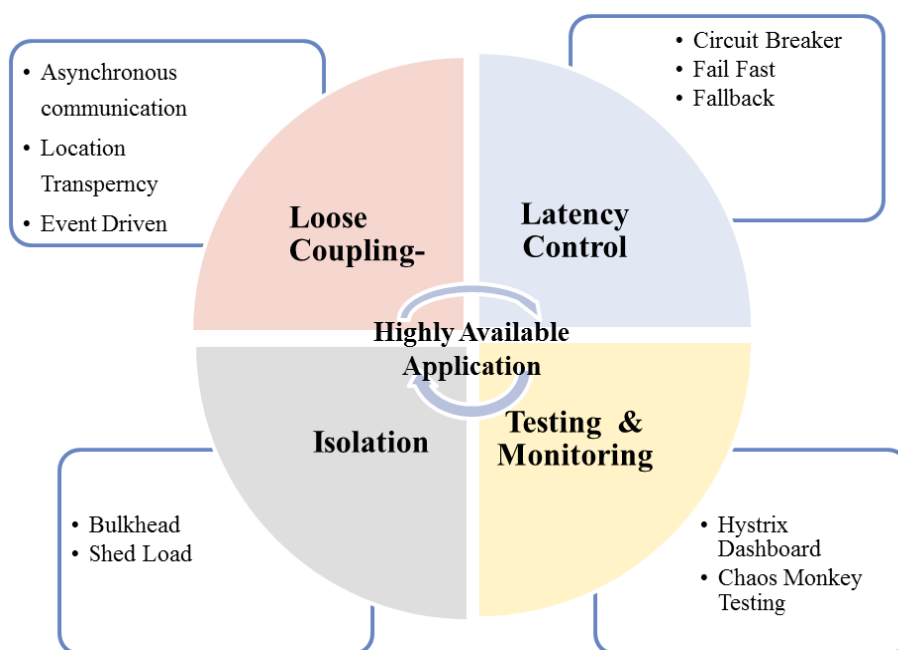 • Asynchronous
communication
• Location
Transperncy
• Event Driven
• Circuit Breaker
• Fail Fast
• Fallback
Loose
Coupling-
Latency
Control
Highly Available
Application
Isolation
Testing &
Monitoring
• Bulkhead
• Shed Load
• Hystrix
Dashboard
• Chaos Monkey
Testing